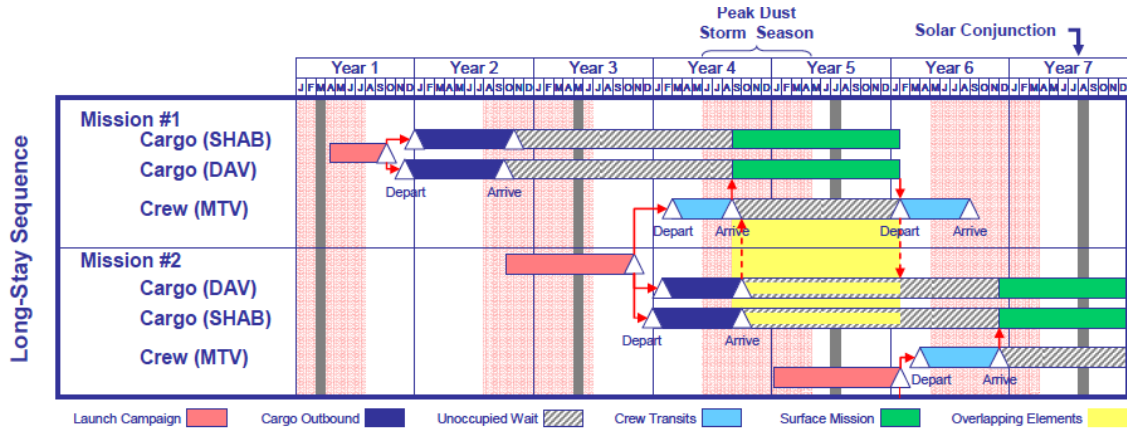 Peak Dust
Storm Season
Solar Conjunction
Year 1 Year 2 Year 3 Year 4 Year 5 Year 6 Year 7
J F M A M J J A S O N D J F M A M J J A S O N D J F M A M J J A S O N D J F M A M J J A S O N D J F M A M J J A S O N D J F M A M J J A S O N D J F M A M J J A S O N D
Long-Stay Sequence
Mission #1
Cargo (SHAB)
Cargo (DAV)
Depart Arrive
Crew (MTV)
Depart Arrive Depart Arrive
Mission #2
Cargo (DAV)
Cargo (SHAB)
Depart Arrive
Crew (MTV)
Depart Arrive
Launch Campaign Cargo Outbound Unoccupied Wait Crew Transits Surface Mission Overlapping Elements